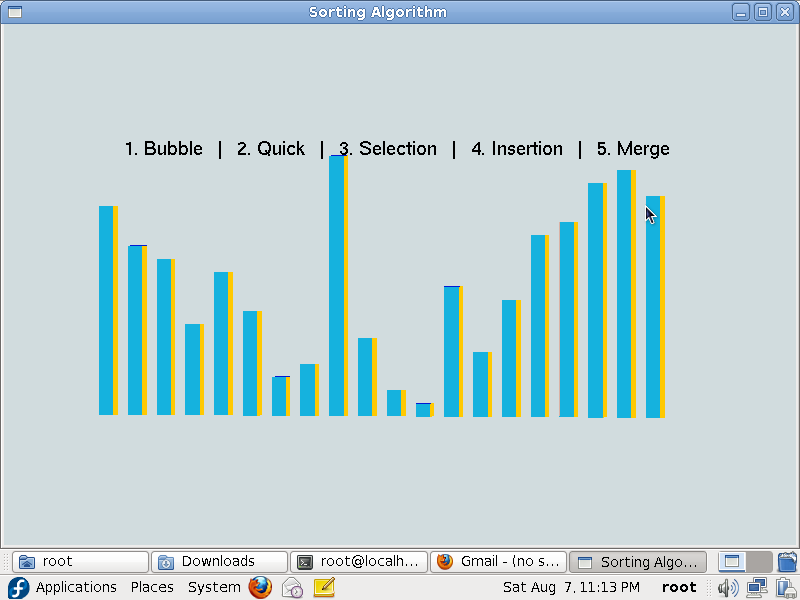 Sorting Algorithm
1. Bubble | 2. Quick | 3. Selection | 4. Insertion | 5. Merge
root Downloads root@localh... Gmail - (no s... Sorting Algo...
Applications Places System Sat Aug 7, 11:13 PM root